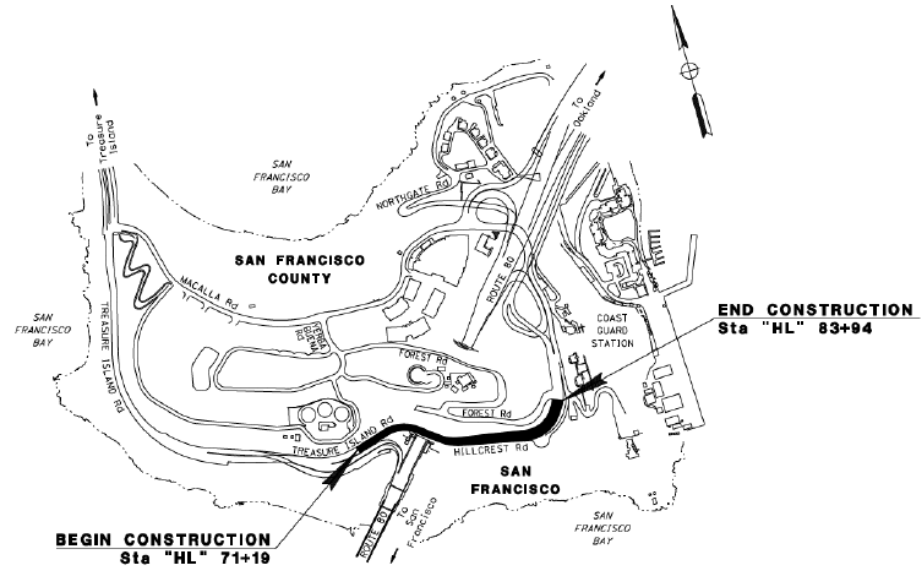 To
Treasure
Island
SAN
FRANCISCO
BAY
To
Oakland
NORTHGATE Rd
SAN FRANCISCO
COUNTY
ROUTE 80
MACALLA Rd
SAN
FRANCISCO
BAY
TREASURE ISLAND Rd
YERBA
BUENA
Rd
FOREST Rd
COAST
GUARD
STATION
END CONSTRUCTION
Sta "HL" 83+94
FOREST Rd
TREASURE ISLAND Rd
HILLCREST Rd
SAN
FRANCISCO
To
San
Francisco
ROUTE 80
SAN
FRANCISCO
BAY
BEGIN CONSTRUCTION
Sta "HL" 71+19